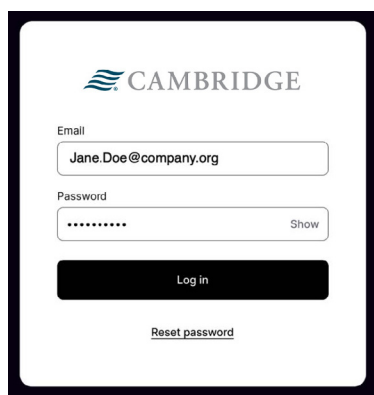 CAMBRIDGE
Email
Jane.Doe@company.org
Password
•••••••••• Show
Log in
Reset password